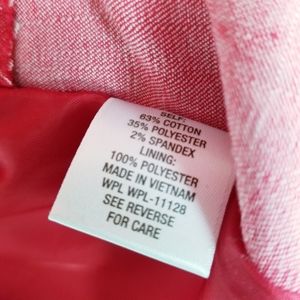 SELF:
63% COTTON
35% POLYESTER
2% SPANDEX
LINING:
100% POLYESTER
MADE IN VIETNAM
WPL WPL-11128
SEE REVERSE
FOR CARE